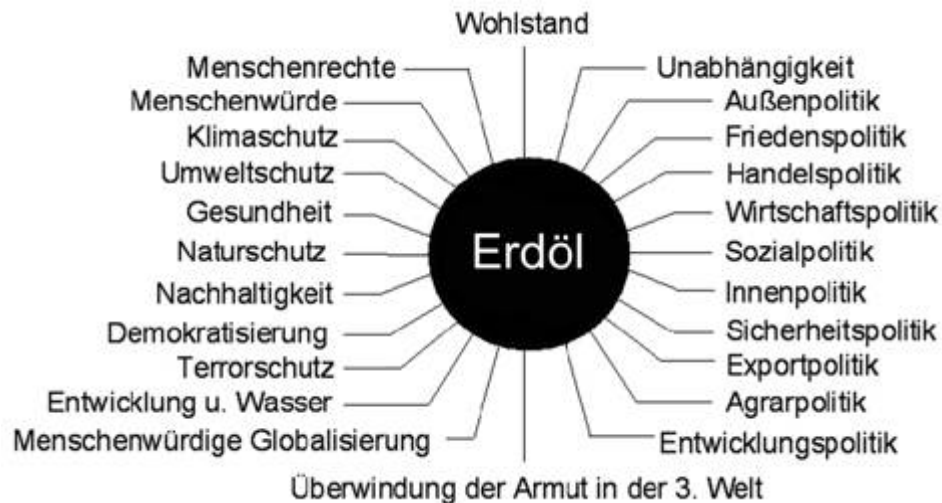 Wohlstand
Menschenrechte
Menschenwürde
Klimaschutz
Umweltschutz
Gesundheit
Naturschutz
Nachhaltigkeit
Demokratisierung
Terrorschutz
Entwicklung u. Wasser
Menschenwürdige Globalisierung
Erdöl
Unabhängigkeit
Außenpolitik
Friedenspolitik
Handelspolitik
Wirtschaftspolitik
Sozialpolitik
Innenpolitik
Sicherheitspolitik
Exportpolitik
Agrarpolitik
Entwicklungspolitik
Überwindung der Armut in der 3. Welt